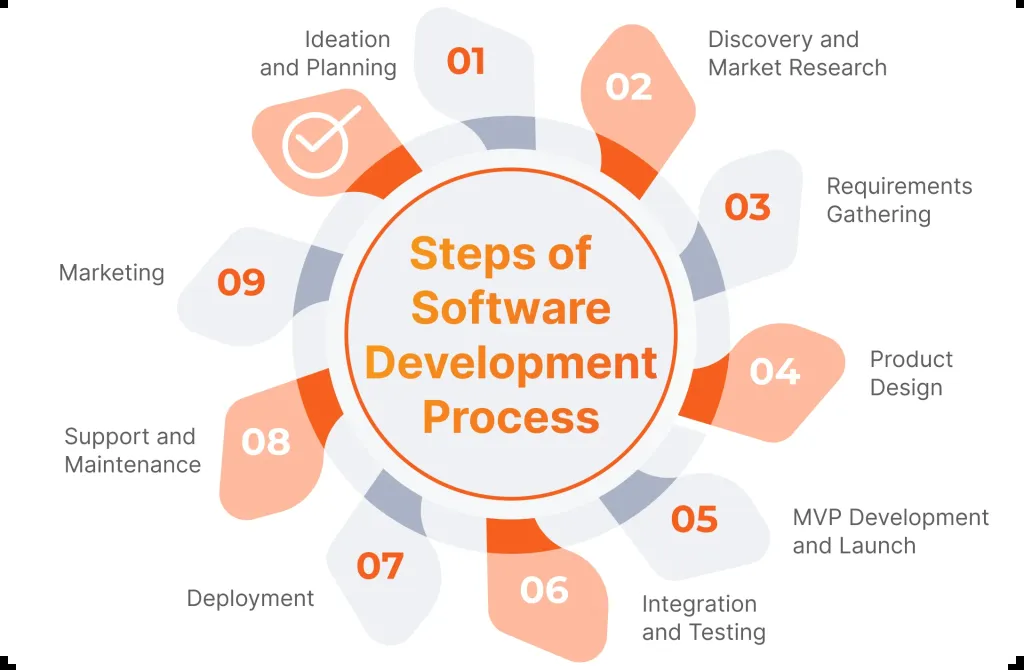 Steps of
Software
Development
Process
01
Ideation
and Planning
02
Discovery and
Market Research
03
Requirements
Gathering
04
Product
Design
05
MVP Development
and Launch
06
Integration
and Testing
07
Deployment
08
Support and
Maintenance
09
Marketing